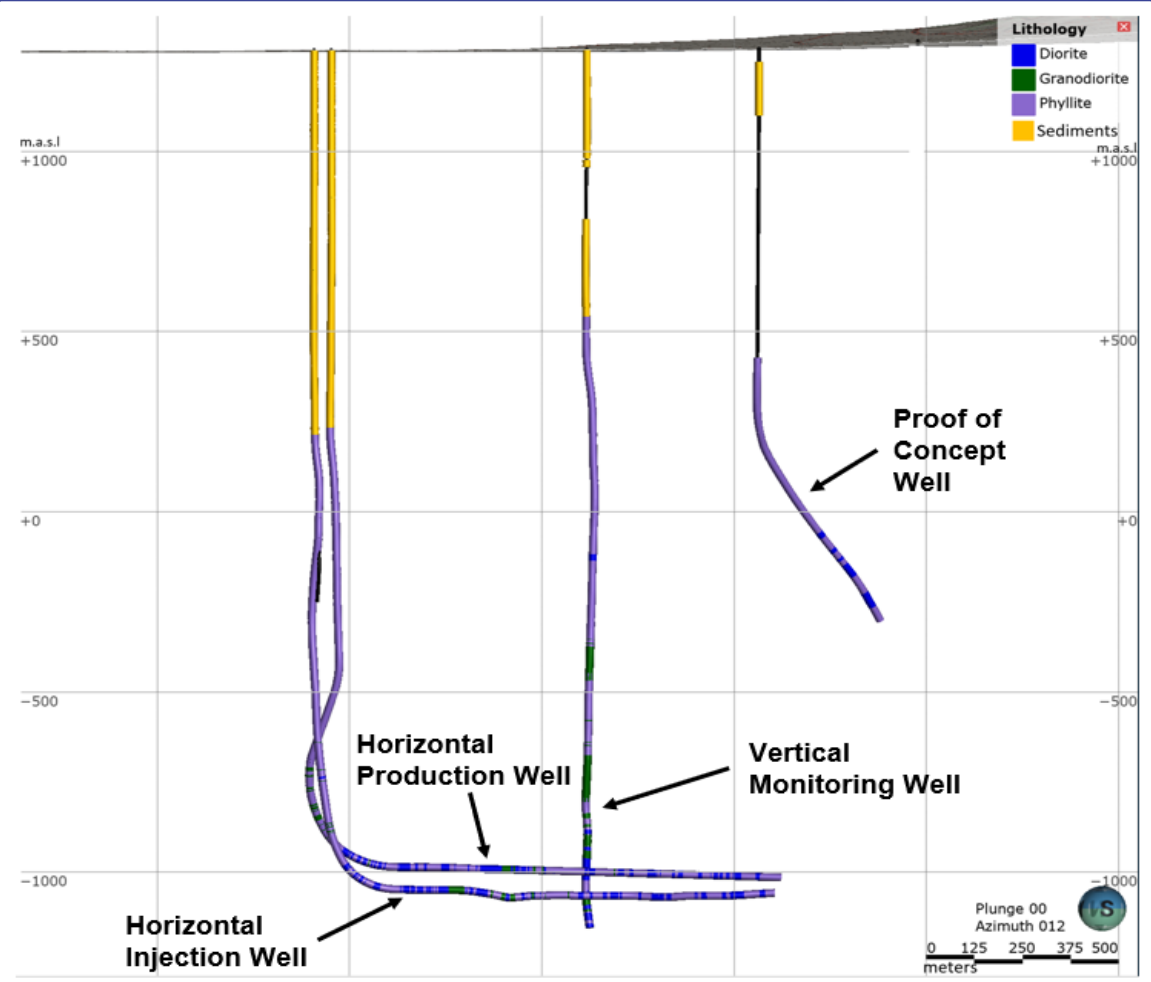 Lithology
Diorite
Granodiorite
Phyllite
Sediments
m.a.s.l
+1000
m.a.s.l
+1000
+500
+500
Proof of
Concept
Well
+0
+0
−500
−500
Horizontal
Production Well
Vertical
Monitoring Well
−1000
−1000
Horizontal
Injection Well
Plunge 00
Azimuth 012
0 125 250 375 500
meters